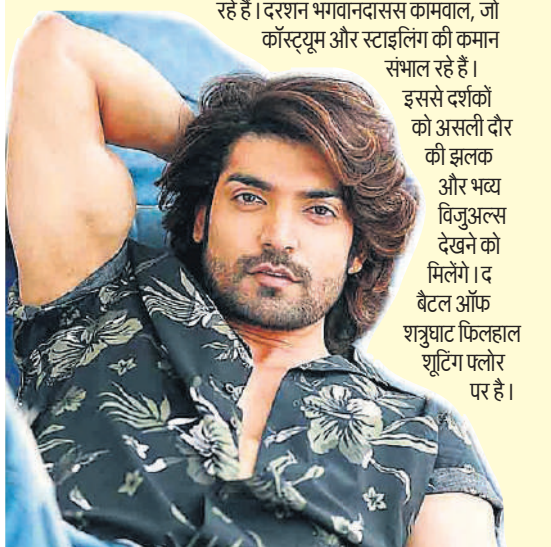 रहे हैं। दरशन भगवानदासस कामवाल, जो
कॉस्ट्यूम और स्टाइलिंग की कमान
संभाल रहे हैं।
इससे दर्शकों
को असली दौर
की झलक
और भव्य
विजुअल्स
देखने को
मिलेंगे। द
बैटल ऑफ
शत्रुघाट फिलहाल
शूटिंग फ्लोर
पर है।